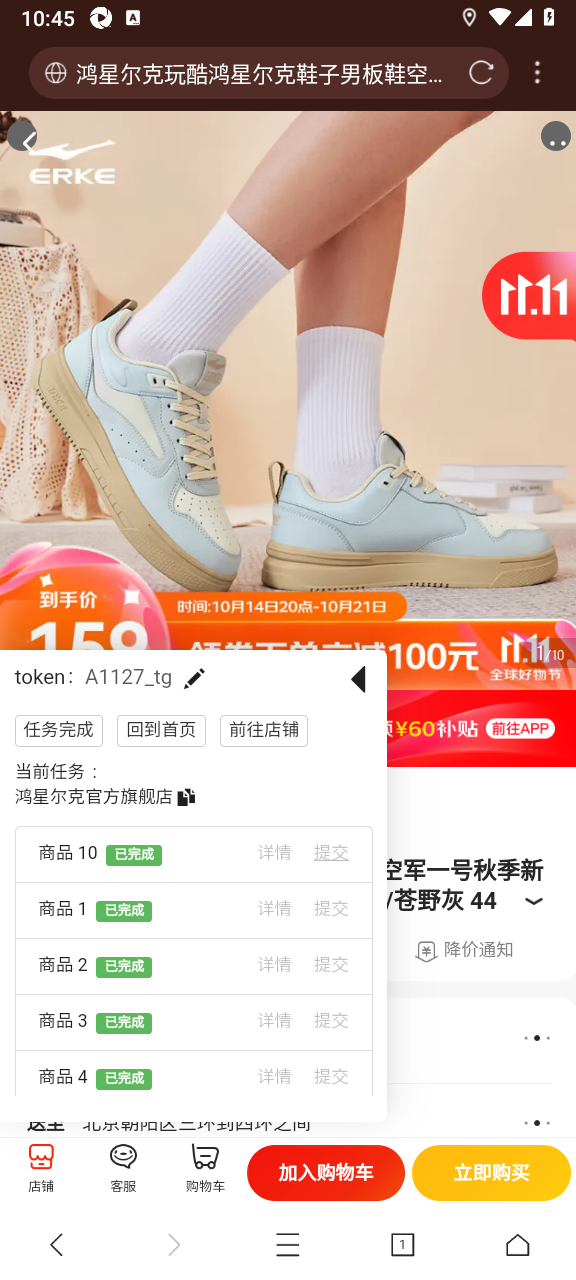 10:45
鸿星尔克玩酷鸿星尔克鞋子男板鞋空...
ERKE
11.11
到手价
时间:10月14日20点-10月21日
159
领券下单立减100元
11.11
全球好物节
1/10
token: A1127_tg
¥60补贴 前往APP
任务完成 回到首页 前往店铺
当前任务 :
鸿星尔克官方旗舰店
商品 10 已完成 详情 提交
空军一号秋季新
/苍野灰 44
商品 1 已完成 详情 提交
降价通知
商品 2 已完成 详情 提交
商品 3 已完成 详情 提交
商品 4 已完成 详情 提交
送至 北京朝阳区三环到四环之间
店铺 客服 购物车 加入购物车 立即购买
1